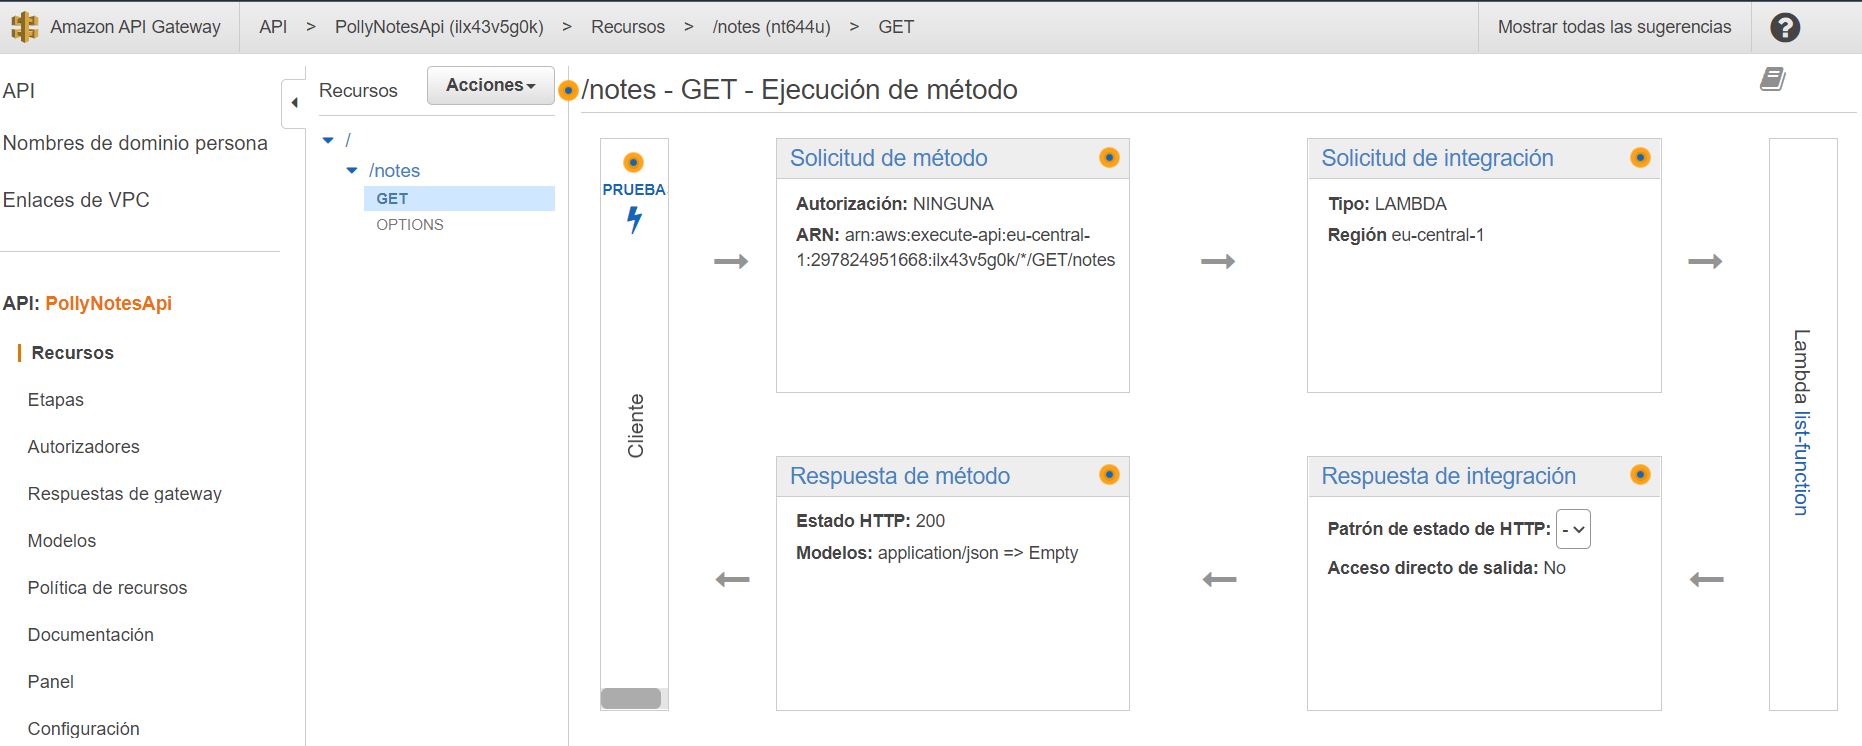 Amazon API Gateway
API > PollyNotesApi (ilx43v5g0k) > Recursos > /notes (nt644u) > GET
Mostrar todas las sugerencias
?
API
Nombres de dominio persona
Enlaces de VPC
API: PollyNotesApi
Recursos
Etapas
Autorizadores
Respuestas de gateway
Modelos
Política de recursos
Documentación
Panel
Configuración
Recursos
Acciones
/
/notes
GET
OPTIONS
/notes - GET - Ejecución de método
PRUEBA
Cliente
Solicitud de método
Autorización: NINGUNA
ARN: arn:aws:execute-api:eu-central-
1:297824951668:ilx43v5g0k/*/GET/notes
Solicitud de integración
Tipo: LAMBDA
Región eu-central-1
Lambda list-function
Respuesta de método
Estado HTTP: 200
Modelos: application/json => Empty
Respuesta de integración
Patrón de estado de HTTP: -
Acceso directo de salida: No